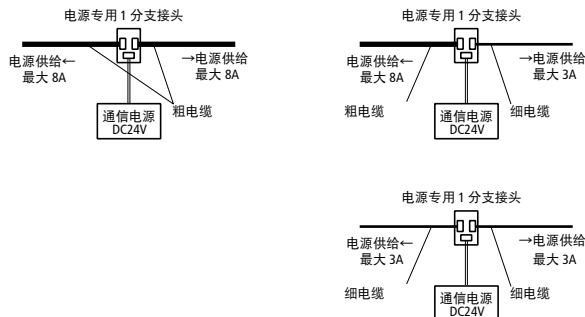 电源专用1分支接头
电源供给←
最大 8A
→电源供给
最大 8A
粗电缆
通信电源
DC24V
电源专用1分支接头
电源供给←
最大 8A
→电源供给
最大 3A
粗电缆
细电缆
通信电源
DC24V
电源专用1分支接头
电源供给←
最大 3A
→电源供给
最大 3A
细电缆
细电缆
通信电源
DC24V